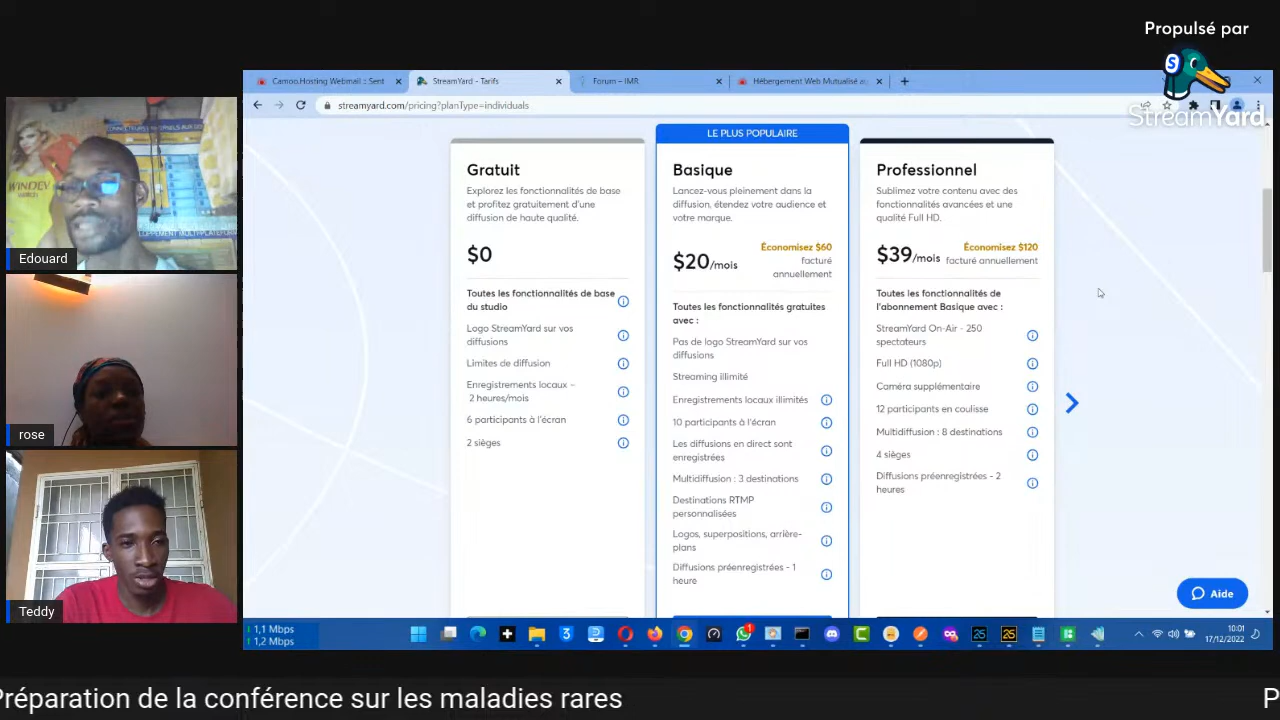 Propulsé par
StreamYard
Camoo.Hosting Webmail :: Sent
StreamYard - Tarifs
Forum – IMR
Hébergement Web Mutualisé au
streamyard.com/pricing?planType=individuals
Edouard
rose
Teddy
Gratuit
Explorez les fonctionnalités de base
et profitez gratuitement d'une
diffusion de haute qualité.
$0
Toutes les fonctionnalités de base
du studio
Logo StreamYard sur vos
diffusions
Limites de diffusion
Enregistrements locaux –
2 heures/mois
6 participants à l'écran
2 sièges
LE PLUS POPULAIRE
Basique
Lancez-vous pleinement dans la
diffusion, étendez votre audience et
votre marque.
$20/mois
Économisez $60
facturé
annuellement
Toutes les fonctionnalités gratuites
avec :
Pas de logo StreamYard sur vos
diffusions
Streaming illimité
Enregistrements locaux illimités
10 participants à l'écran
Les diffusions en direct sont
enregistrées
Multidiffusion : 3 destinations
Destinations RTMP
personnalisées
Logos, superpositions, arrière-
plans
Diffusions préenregistrées - 1
heure
Professionnel
Sublimez votre contenu avec des
fonctionnalités avancées et une
qualité Full HD.
$39/mois
Économisez $120
facturé annuellement
Toutes les fonctionnalités de
l'abonnement Basique avec :
StreamYard On-Air - 250
spectateurs
Full HD (1080p)
Caméra supplémentaire
12 participants en coulisse
Multidiffusion : 8 destinations
4 sièges
Diffusions préenregistrées - 2
heures
Aide
1,1 Mbps
1,2 Mbps
10:01
17/12/2022
Préparation de la conférence sur les maladies rares
P